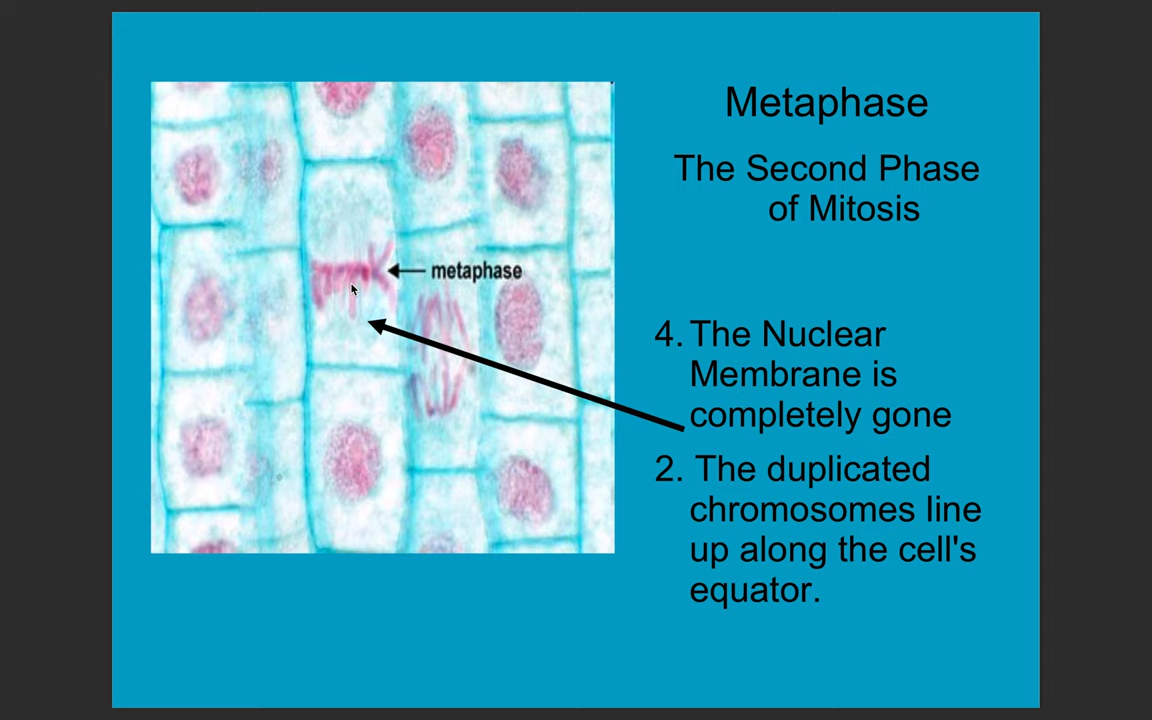 Metaphase
The Second Phase
of Mitosis
metaphase
4. The Nuclear
Membrane is
completely gone
2. The duplicated
chromosomes line
up along the cell's
equator.